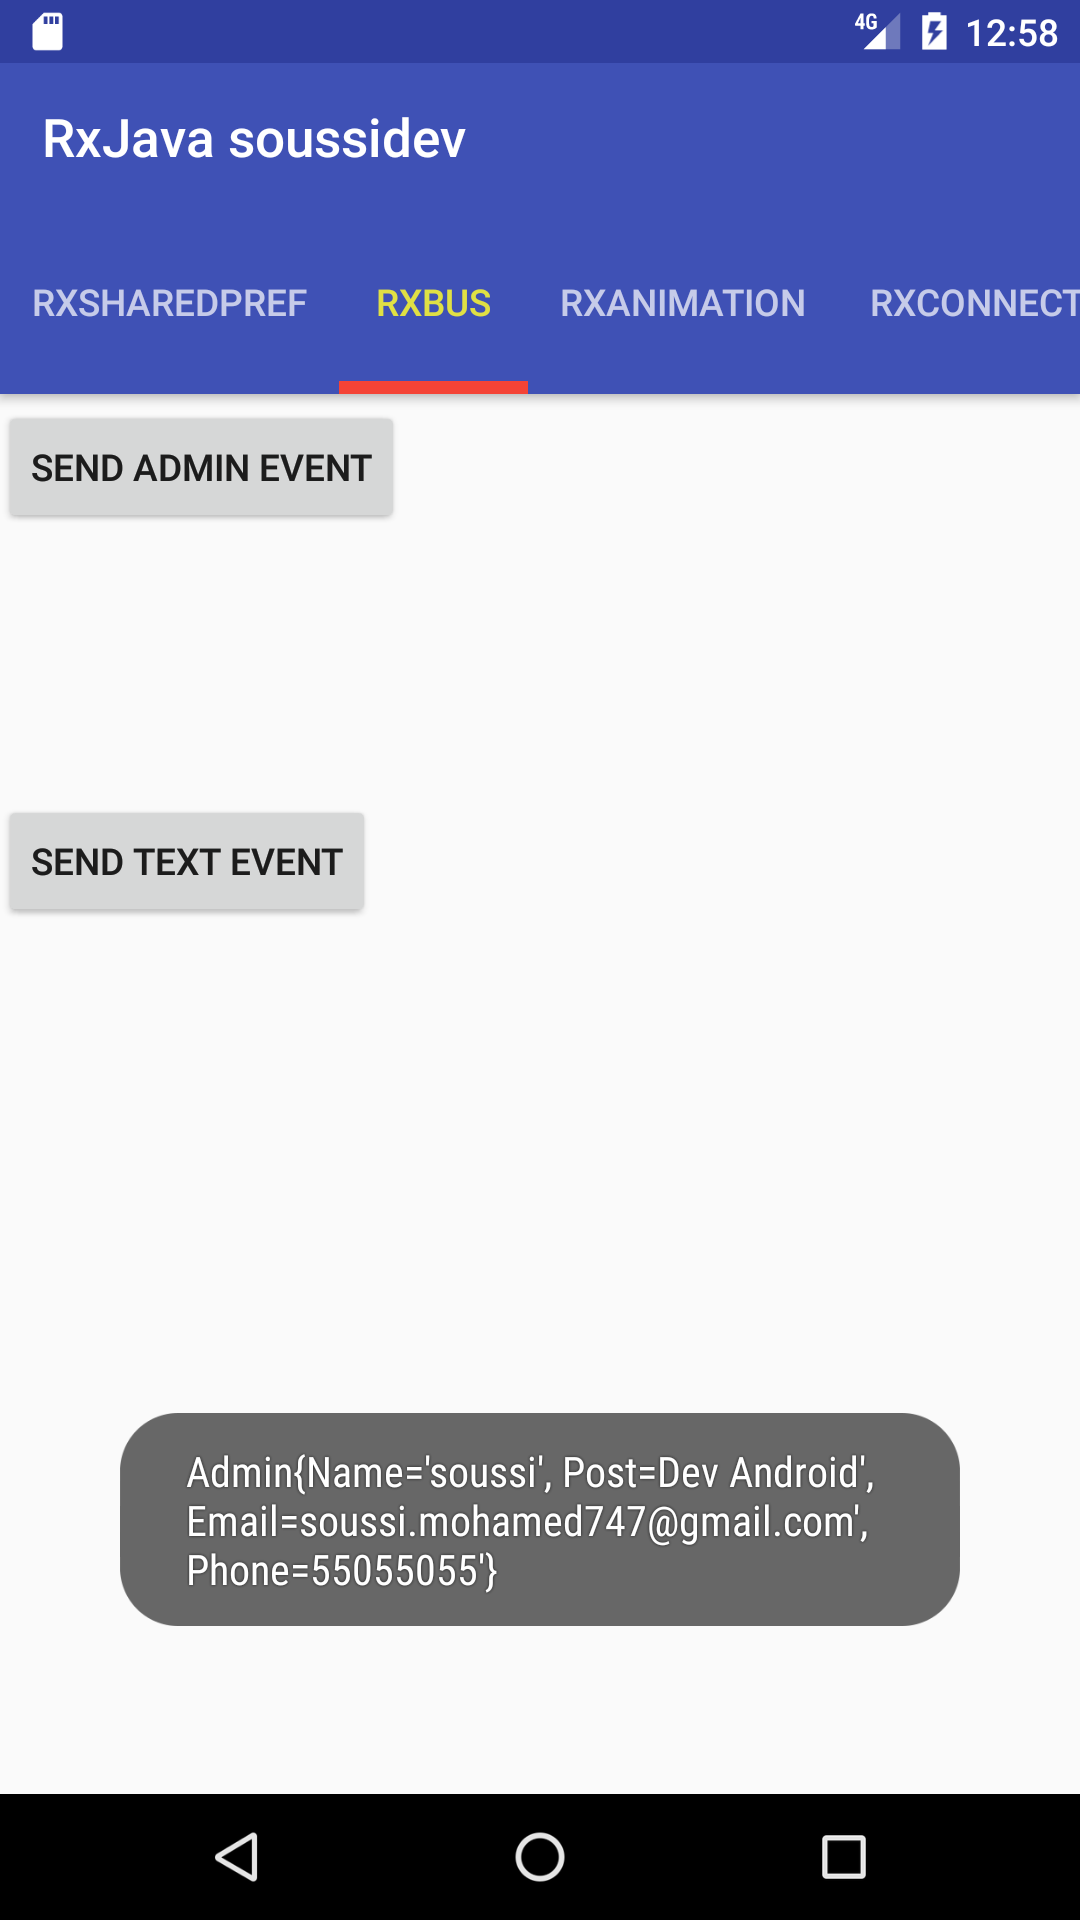 4G 12:58
RxJava soussidev
RXSHAREDPREF RXBUS RXANIMATION RXCONNECT
SEND ADMIN EVENT
SEND TEXT EVENT
Admin{Name='soussi', Post=Dev Android',
Email=soussi.mohamed747@gmail.com',
Phone=55055055'}